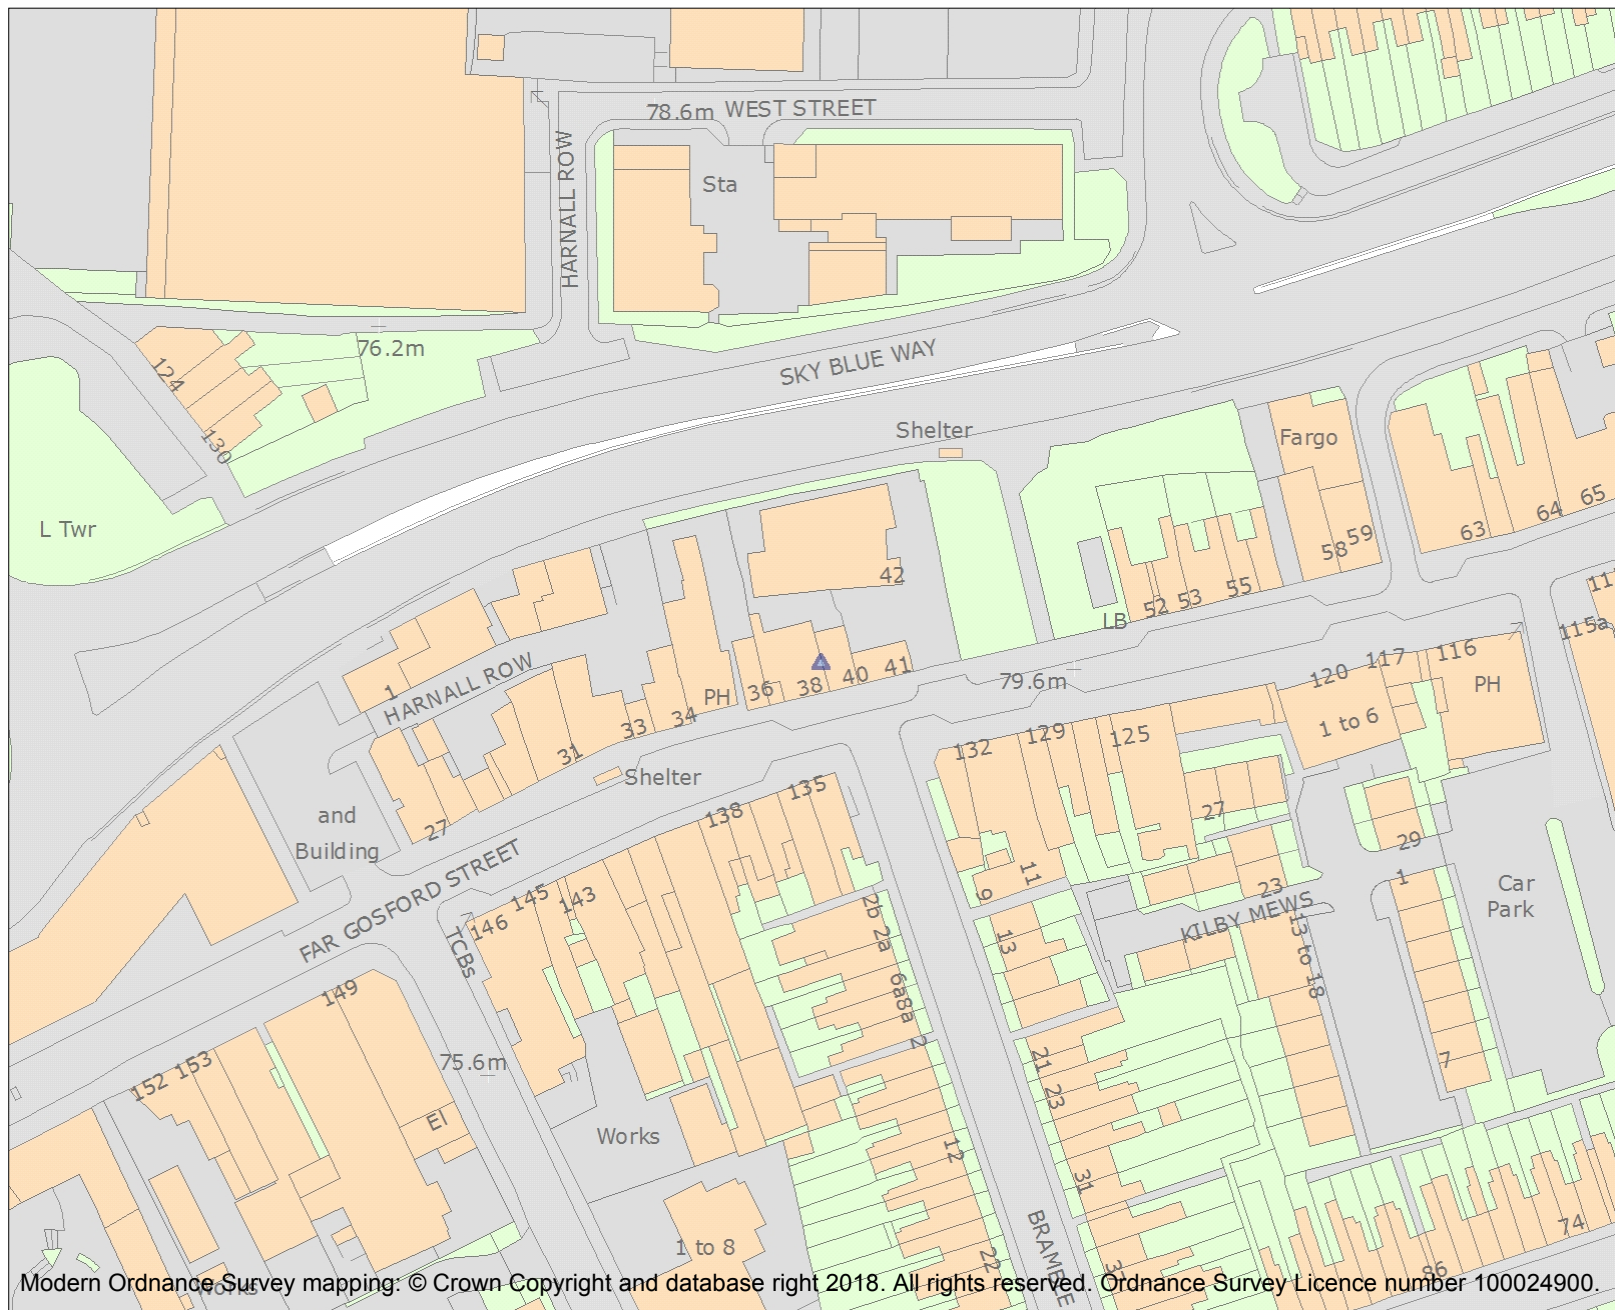 78.6m WEST STREET
HARNALL ROW
Sta
124
76.2m
130
SKY BLUE WAY
Shelter
Fargo
L Twr
42
63
64
65
58
59
52
53
55
LB
11
115a
1
HARNALL ROW
PH
36
38
40
41
79.6m
33
34
31
120
117
116
PH
1 to 6
132
129
125
Shelter
138
135
27
and
Building
27
29
FAR GOSFORD STREET
146
145
143
TCBs
9
11
23
1
Car
Park
KILBY MEWS
2b 2a
13
13 to 18
149
6a8a
2
75.6m
152
153
21
23
7
El
Works
12
31
BRAMBLE
1 to 8
22
74
86
Works
Modern Ordnance Survey mapping: © Crown Copyright and database right 2018. All rights reserved. Ordnance Survey Licence number 100024900.